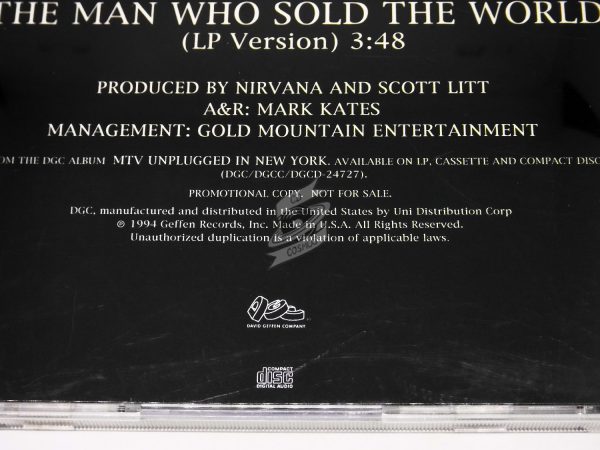 THE MAN WHO SOLD THE WORLD
(LP Version) 3:48
PRODUCED BY NIRVANA AND SCOTT LITT
A&R: MARK KATES
MANAGEMENT: GOLD MOUNTAIN ENTERTAINMENT
OM THE DGC ALBUM MTV UNPLUGGED IN NEW YORK. AVAILABLE ON LP, CASSETTE AND COMPACT DISC
(DGC/DGCC/DGCD-24727).
PROMOTIONAL COPY. NOT FOR SALE.
DGC, manufactured and distributed in the United States by Uni Distribution Corp
℗ 1994 Geffen Records, Inc. Made in U.S.A. All Rights Reserved.
Unauthorized duplication is a violation of applicable laws.
DAVID GEFFEN COMPANY
COMPACT
disc
DIGITAL AUDIO